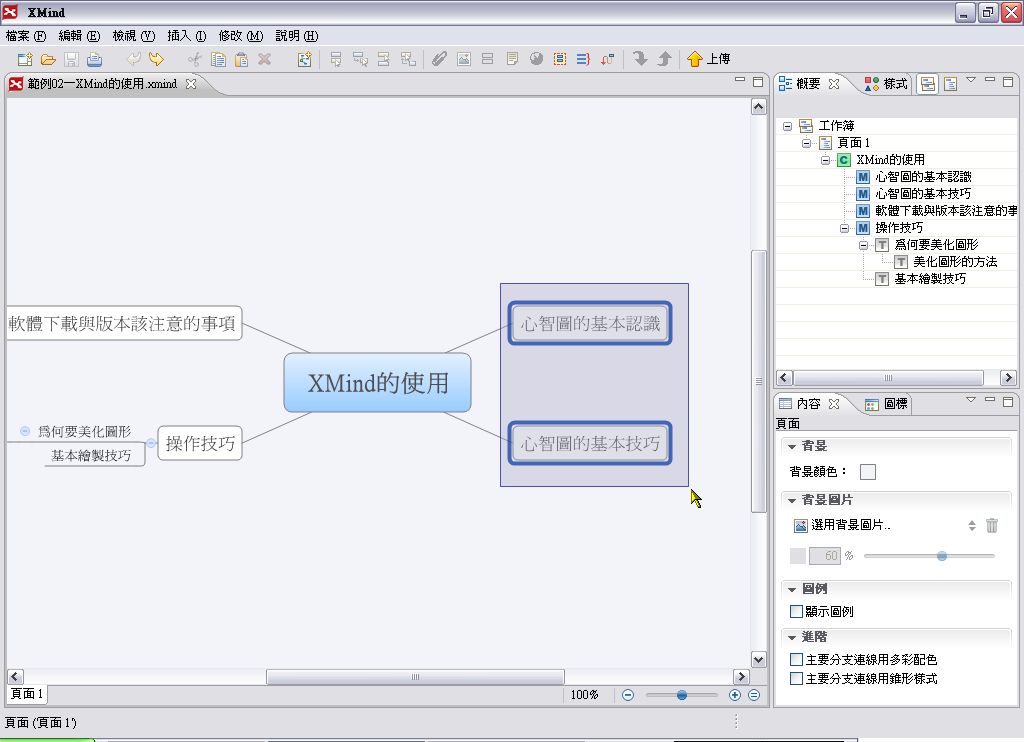 XMind
檔案 (F) 編輯 (E) 檢視 (V) 插入 (I) 修改 (M) 說明 (H)
上傳
範例02一XMind的使用.xmind
軟體下載與版本該注意的事項
心智圖的基本認識
XMind的使用
為何要美化圖形
操作技巧
基本繪製技巧
心智圖的基本技巧
頁面 1
100%
頁面 ('頁面 1')
概要 樣式
工作簿
頁面 1
C XMind的使用
M 心智圖的基本認識
M 心智圖的基本技巧
M 軟體下載與版本該注意的事
M 操作技巧
T 為何要美化圖形
T 美化圖形的方法
T 基本繪製技巧
內容 圖標
頁面
背景
背景顏色：
背景圖片
選用背景圖片..
60 %
圖例
顯示圖例
進階
主要分支連線用多彩配色
主要分支連線用錐形樣式